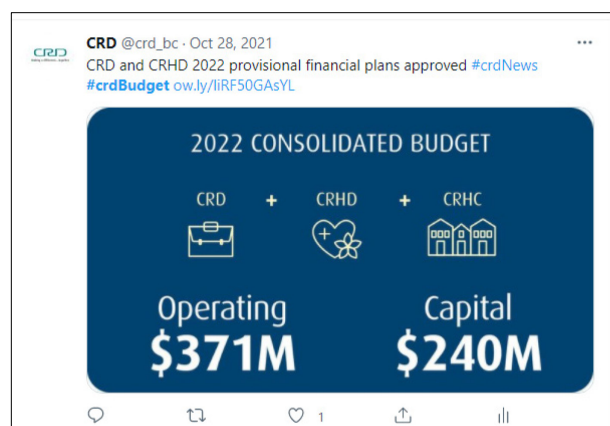 CRD @crd_bc · Oct 28, 2021
CRD
CRD and CRHD 2022 provisional financial plans approved #crdNews
#crdBudget ow.ly/liRF50GAsYL
2022 CONSOLIDATED BUDGET
CRD + CRHD + CRHC
Operating Capital
$371M $240M
1